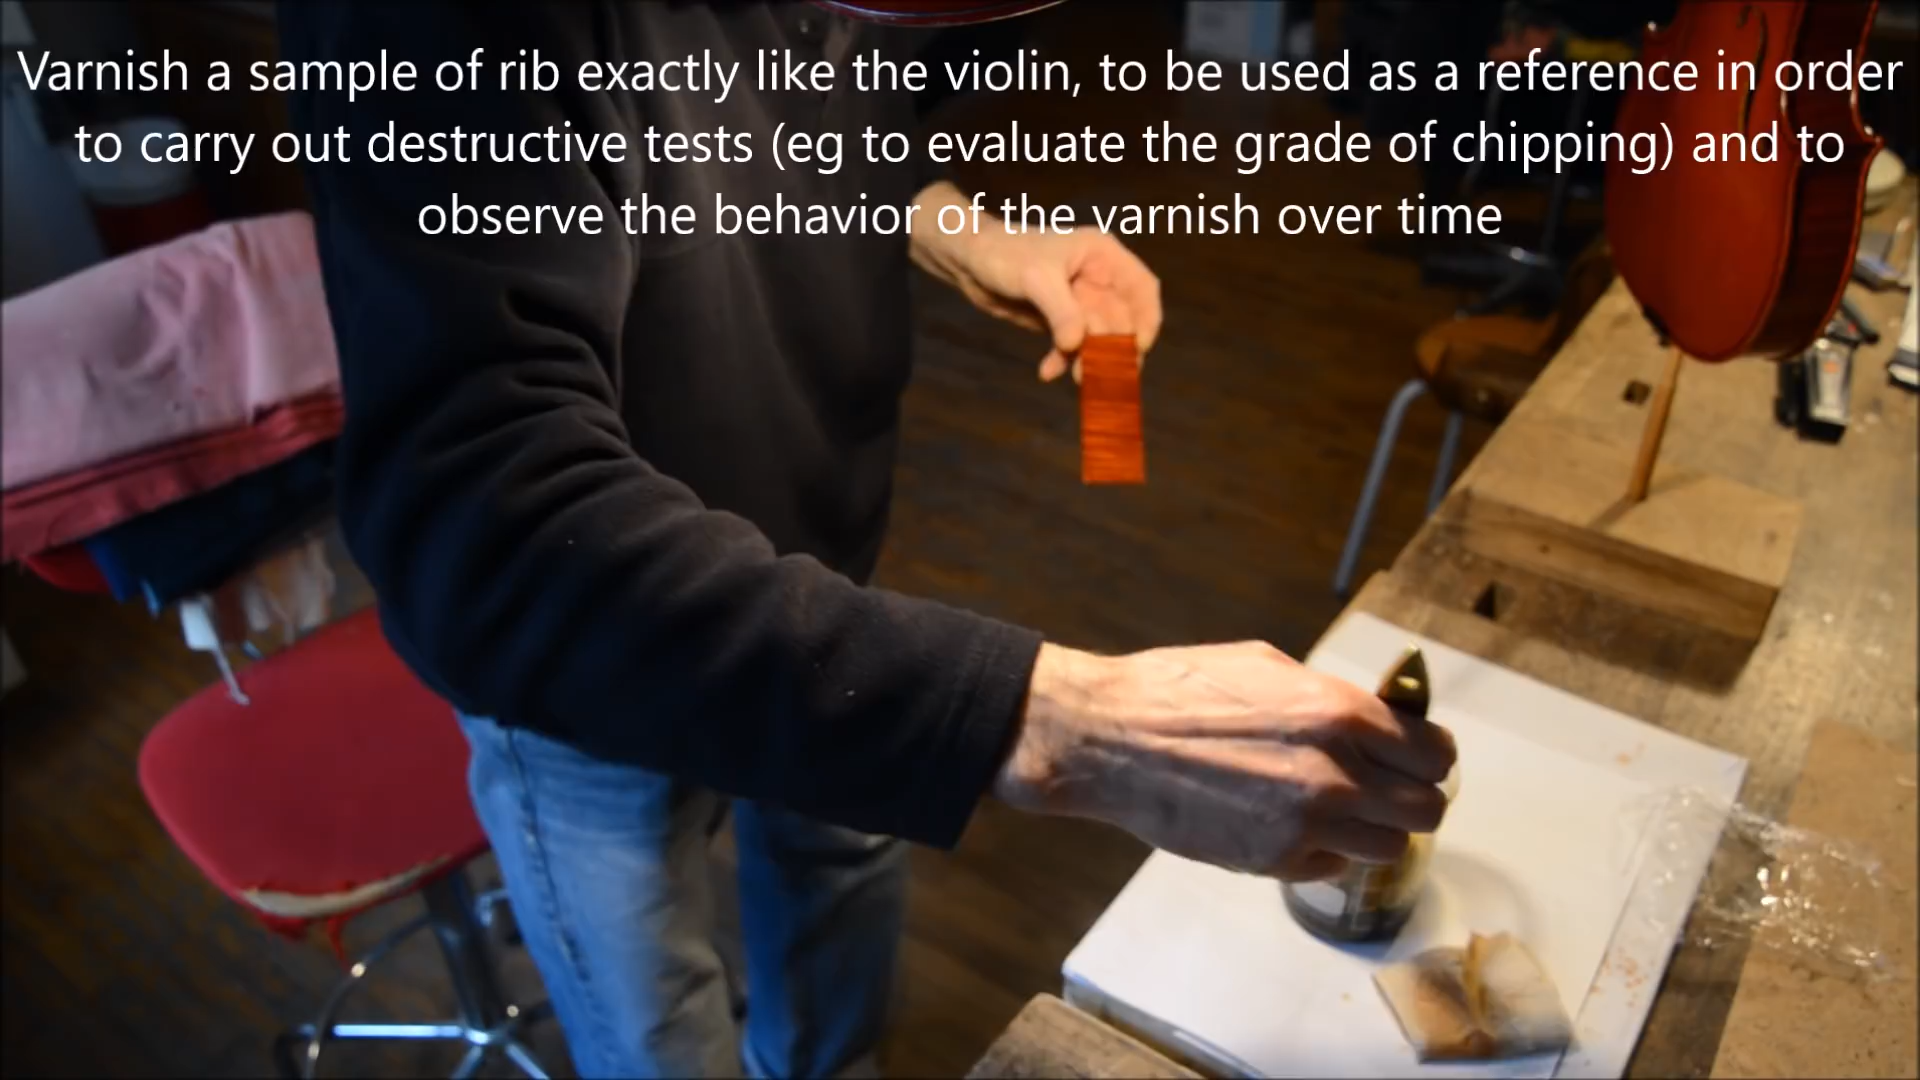 Varnish a sample of rib exactly like the violin, to be used as a reference in order
to carry out destructive tests (eg to evaluate the grade of chipping) and to
observe the behavior of the varnish over time